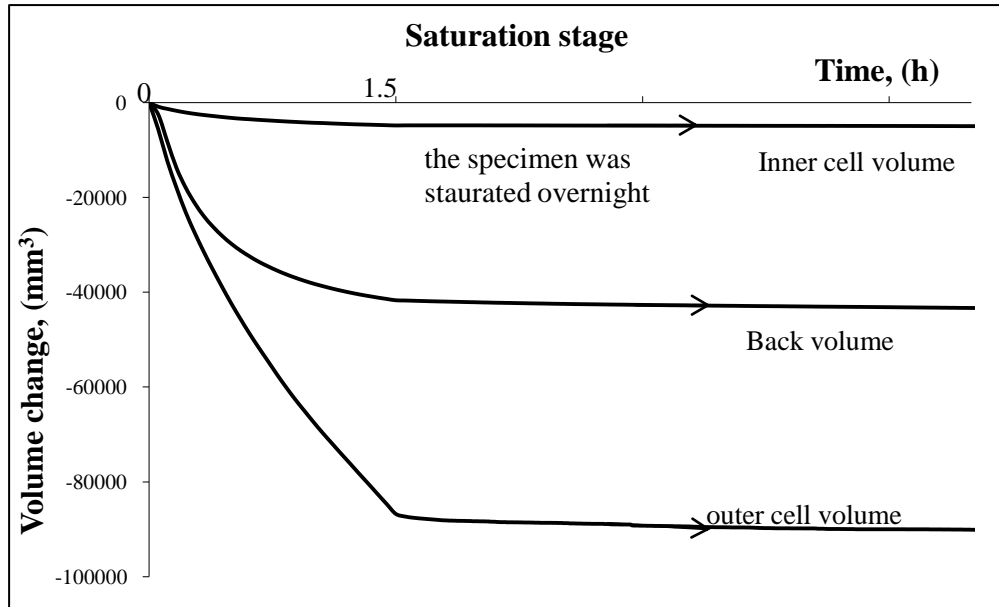 Saturation stage
Time, (h)
0
1.5
0
-20000
-40000
-60000
-80000
-100000
Volume change, (mm³)
the specimen was
staurated overnight
Inner cell volume
Back volume
outer cell volume